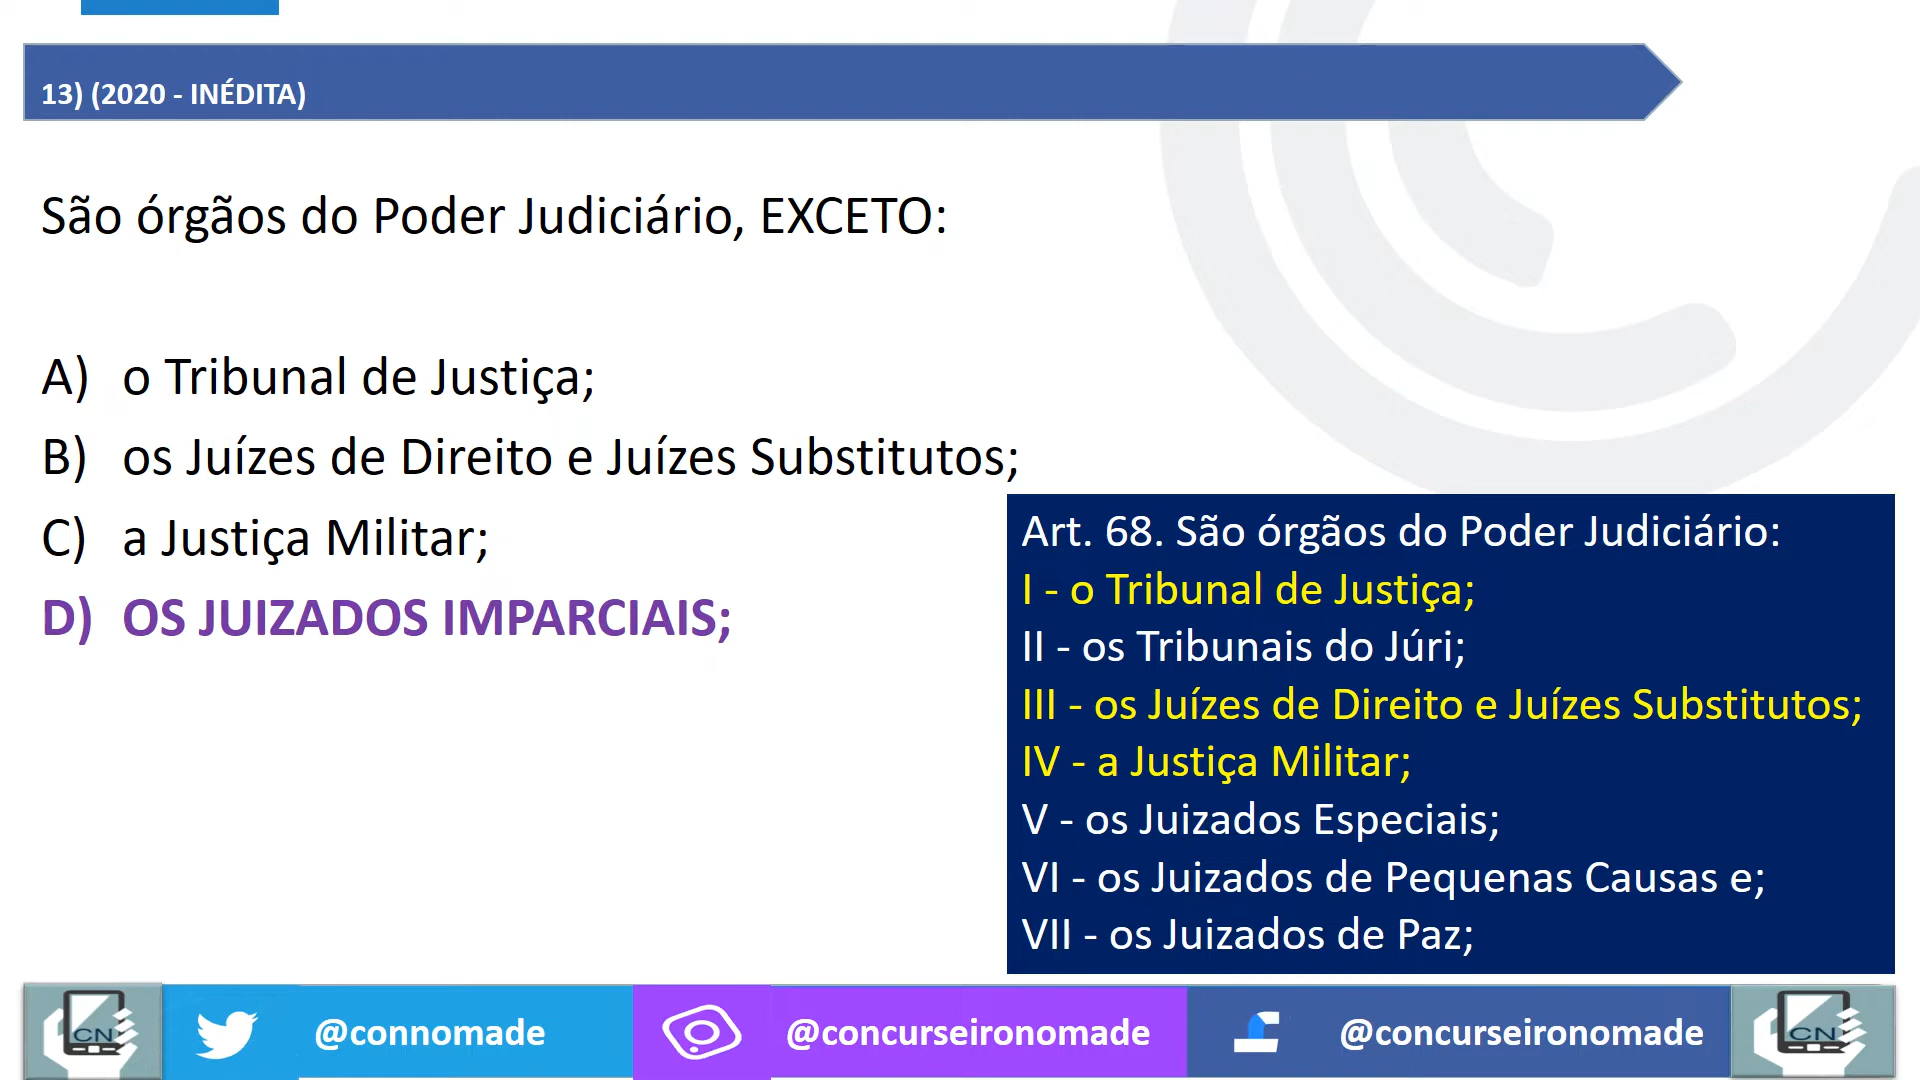 13) (2020 - INÉDITA)
São órgãos do Poder Judiciário, EXCETO:
A) o Tribunal de Justiça;
B) os Juízes de Direito e Juízes Substitutos;
C) a Justiça Militar;
D) OS JUIZADOS IMPARCIAIS;
Art. 68. São órgãos do Poder Judiciário:
I - o Tribunal de Justiça;
II - os Tribunais do Júri;
III - os Juízes de Direito e Juízes Substitutos;
IV - a Justiça Militar;
V - os Juizados Especiais;
VI - os Juizados de Pequenas Causas e;
VII - os Juizados de Paz;
CN @connomade @concurseironomade @concurseironomade CN